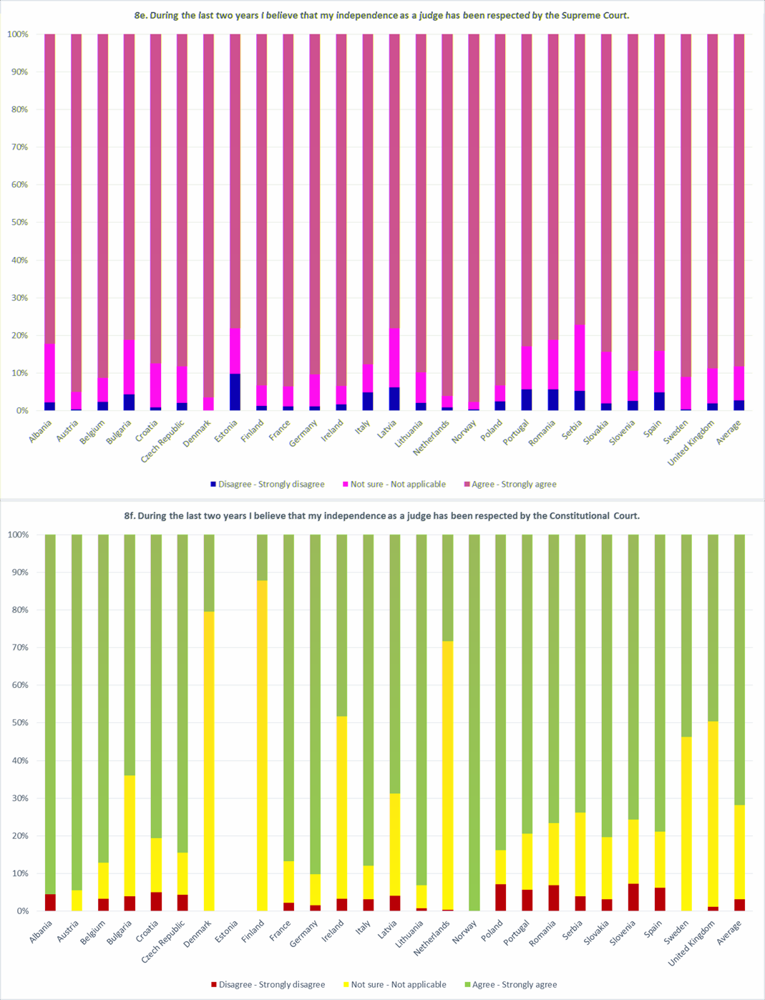 8e. During the last two years I believe that my independence as a judge has been respected by the Supreme Court.
100%
90%
80%
70%
60%
50%
40%
30%
20%
10%
0%
Albania
Austria
Belgium
Bulgaria
Croatia
Czech Republic
Denmark
Estonia
Finland
France
Germany
Ireland
Italy
Latvia
Lithuania
Netherlands
Norway
Poland
Portugal
Romania
Serbia
Slovakia
Slovenia
Spain
Sweden
United Kingdom
Average
Disagree - Strongly disagree
Not sure - Not applicable
Agree - Strongly agree
8f. During the last two years I believe that my independence as a judge has been respected by the Constitutional Court.
100%
90%
80%
70%
60%
50%
40%
30%
20%
10%
0%
Albania
Austria
Belgium
Bulgaria
Croatia
Czech Republic
Denmark
Estonia
Finland
France
Germany
Ireland
Italy
Latvia
Lithuania
Netherlands
Norway
Poland
Portugal
Romania
Serbia
Slovakia
Slovenia
Spain
Sweden
United Kingdom
Average
Disagree - Strongly disagree
Not sure - Not applicable
Agree - Strongly agree